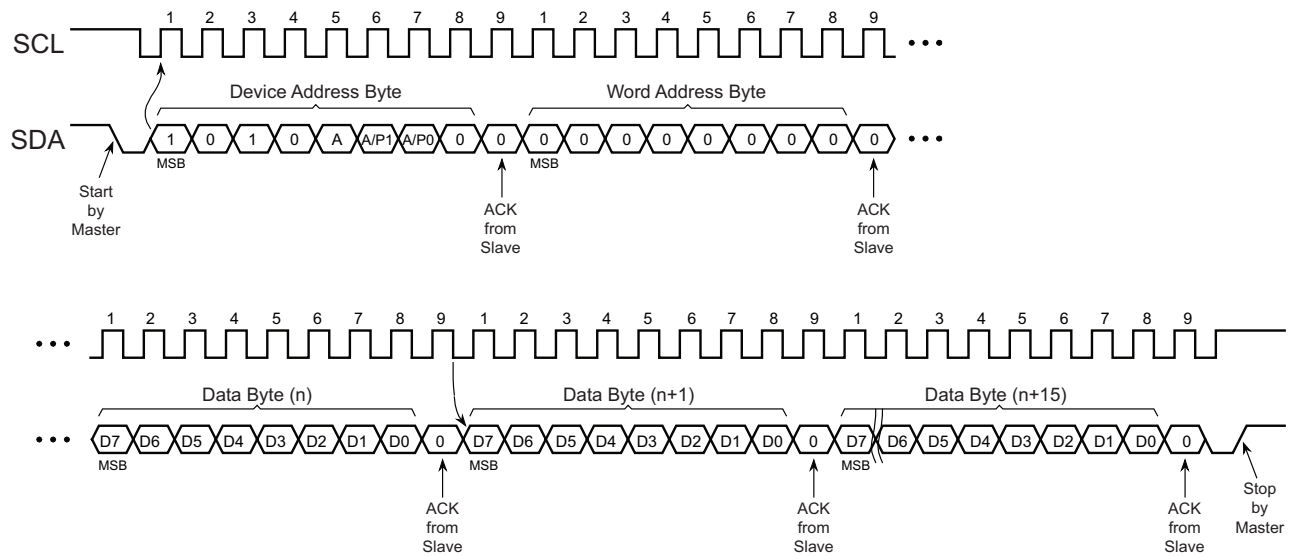 1 2 3 4 5 6 7 8 9 1 2 3 4 5 6 7 8 9
SCL
Device Address Byte Word Address Byte
SDA 1 0 1 0 A A/P1 A/P0 0 0 0 0 0 0 0 0 0 0 0
MSB MSB
Start
by
Master
ACK
from
Slave
ACK
from
Slave
1 2 3 4 5 6 7 8 9 1 2 3 4 5 6 7 8 9 1 2 3 4 5 6 7 8 9
Data Byte (n) Data Byte (n+1) Data Byte (n+15)
D7 D6 D5 D4 D3 D2 D1 D0 0 D7 D6 D5 D4 D3 D2 D1 D0 0 D7 D6 D5 D4 D3 D2 D1 D0 0
MSB MSB MSB
ACK
from
Slave
ACK
from
Slave
ACK
from
Slave
Stop
by
Master